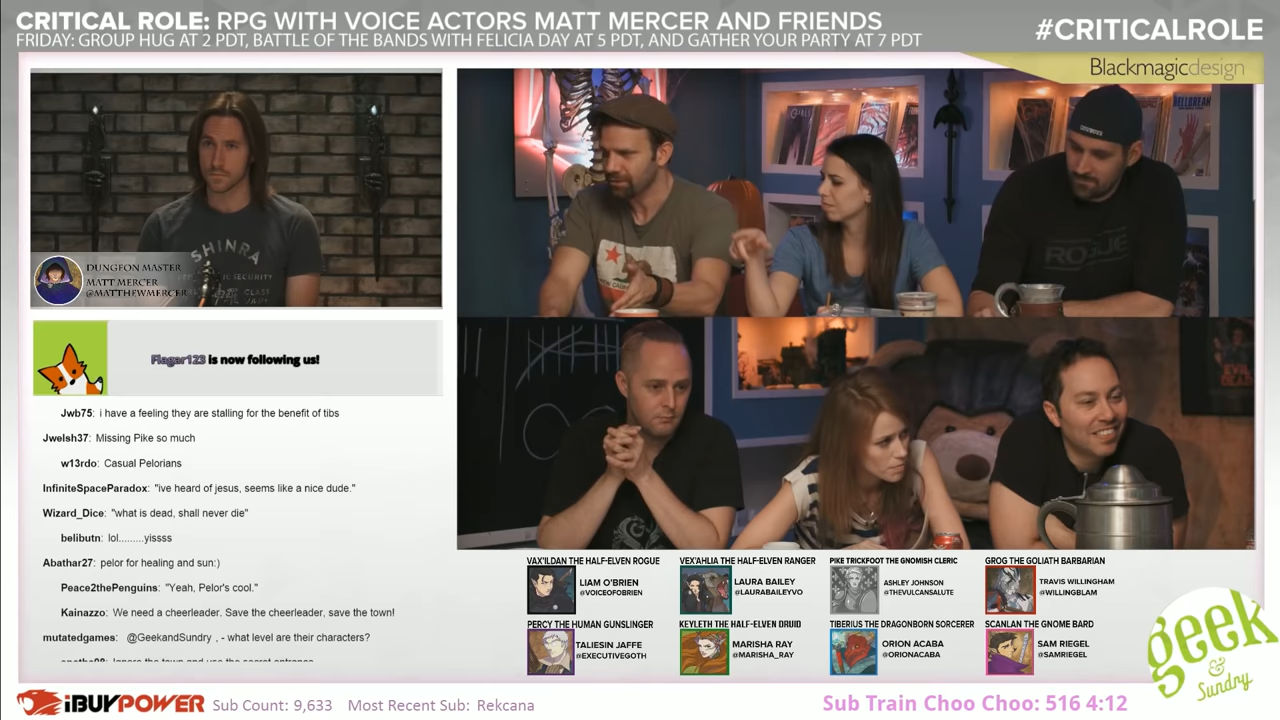 CRITICAL ROLE: RPG WITH VOICE ACTORS MATT MERCER AND FRIENDS
FRIDAY: GROUP HUG AT 2 PDT, BATTLE OF THE BANDS WITH FELICIA DAY AT 5 PDT, AND GATHER YOUR PARTY AT 7 PDT
#CRITICALROLE
Blackmagicdesign
SHINRA
SECURITY
CLASS
DUNGEON MASTER
MATT MERCER
@MATTHEWMERCER
ROGUE
Flagar123 is now following us!
Jwb75: i have a feeling they are stalling for the benefit of tibs
Jwelsh37: Missing Pike so much
w13rdo: Casual Pelorians
InfiniteSpaceParadox: "ive heard of jesus, seems like a nice dude."
Wizard_Dice: "what is dead, shall never die"
belibutn: lol.........yissss
Abathar27: pelor for healing and sun:)
Peace2thePenguins: "Yeah, Pelor's cool."
Kainazzo: We need a cheerleader. Save the cheerleader, save the town!
mutatedgames: @GeekandSundry , - what level are their characters?
VAX'ILDAN THE HALF-ELVEN ROGUE
LIAM O'BRIEN
@VOICEOFOBRIEN
VEX'AHLIA THE HALF-ELVEN RANGER
LAURA BAILEY
@LAURABAILEYVO
PIKE TRICKFOOT THE GNOMISH CLERIC
ASHLEY JOHNSON
@THEVULCANSALUTE
GROG THE GOLIATH BARBARIAN
TRAVIS WILLINGHAM
@WILLINGBLAM
PERCY THE HUMAN GUNSLINGER
TALIESIN JAFFE
@EXECUTIVEGOTH
KEYLETH THE HALF-ELVEN DRUID
MARISHA RAY
@MARISHA_RAY
TIBERIUS THE DRAGONBORN SORCERER
ORION ACABA
@ORIONACABA
SCANLAN THE GNOME BARD
SAM RIEGEL
@SAMRIEGEL
geek
&
Sundry
iBUYPOWER
Sub Count: 9,633 Most Recent Sub: Rekcana
Sub Train Choo Choo: 516 4:12